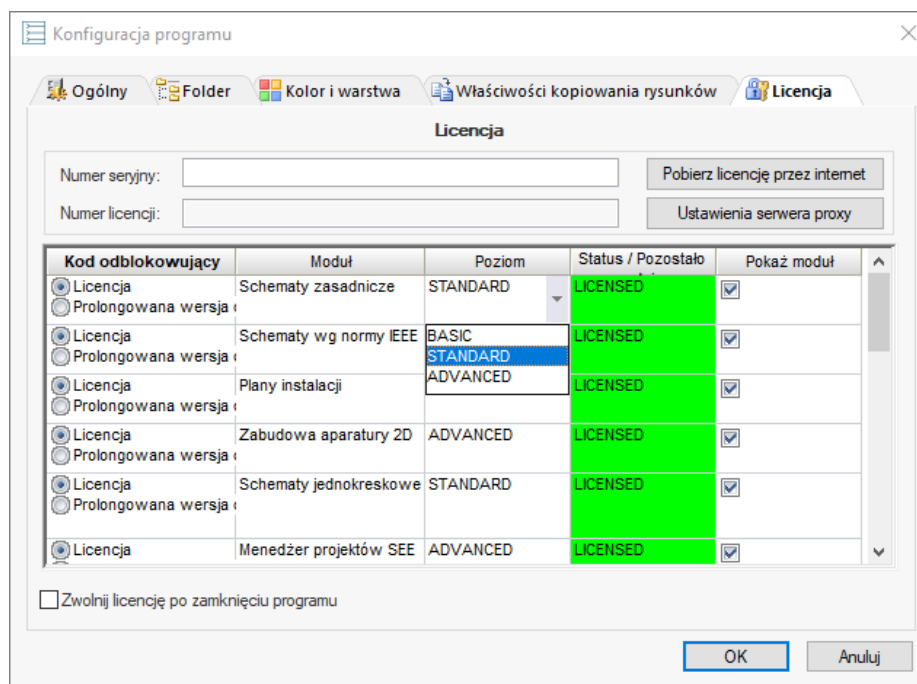 Konfiguracja programu
Ogólny Folder Kolor i warstwa Właściwości kopiowania rysunków Licencja
Licencja
Numer seryjny: Pobierz licencję przez internet
Numer licencji: Ustawienia serwera proxy
Kod odblokowujący Moduł Poziom Status / Pozostało Pokaż moduł
Licencja Schematy zasadnicze STANDARD LICENSED
Prolongowana wersja
Licencja Schematy wg normy IEEE BASIC LICENSED
Prolongowana wersja STANDARD
Licencja Plany instalacji ADVANCED LICENSED
Prolongowana wersja
Licencja Zabudowa aparatury 2D ADVANCED LICENSED
Prolongowana wersja
Licencja Schematy jednokreskowe STANDARD LICENSED
Prolongowana wersja
Licencja Menedżer projektów SEE ADVANCED LICENSED
Zwolnij licencję po zamknięciu programu
OK Anuluj